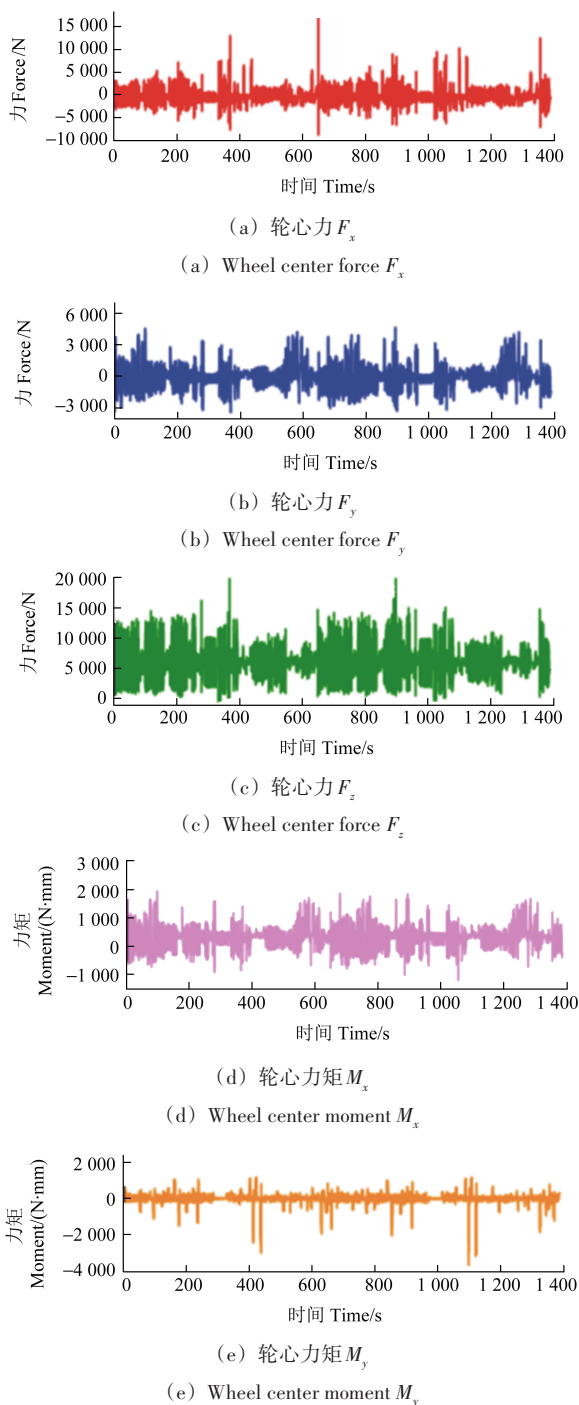 15 000
10 000
5 000
0
−5 000
−10 000
力 Force/N
0 200 400 600 800 1 000 1 200 1 400
时间 Time/s
（a）轮心力 Fx
（a）Wheel center force Fx
6 000
3 000
0
−3 000
力 Force/N
0 200 400 600 800 1 000 1 200 1 400
时间 Time/s
（b）轮心力 Fy
（b）Wheel center force Fy
20 000
15 000
10 000
5 000
0
力 Force/N
0 200 400 600 800 1 000 1 200 1 400
时间 Time/s
（c）轮心力 Fz
（c）Wheel center force Fz
3 000
2 000
1 000
0
−1 000
力矩
Moment/(N·mm)
0 200 400 600 800 1 000 1 200 1 400
时间 Time/s
（d）轮心力矩 Mx
（d）Wheel center moment Mx
2 000
0
−2 000
−4 000
力矩
Moment/(N·mm)
0 200 400 600 800 1 000 1 200 1 400
时间 Time/s
（e）轮心力矩 My
（e）Wheel center moment My